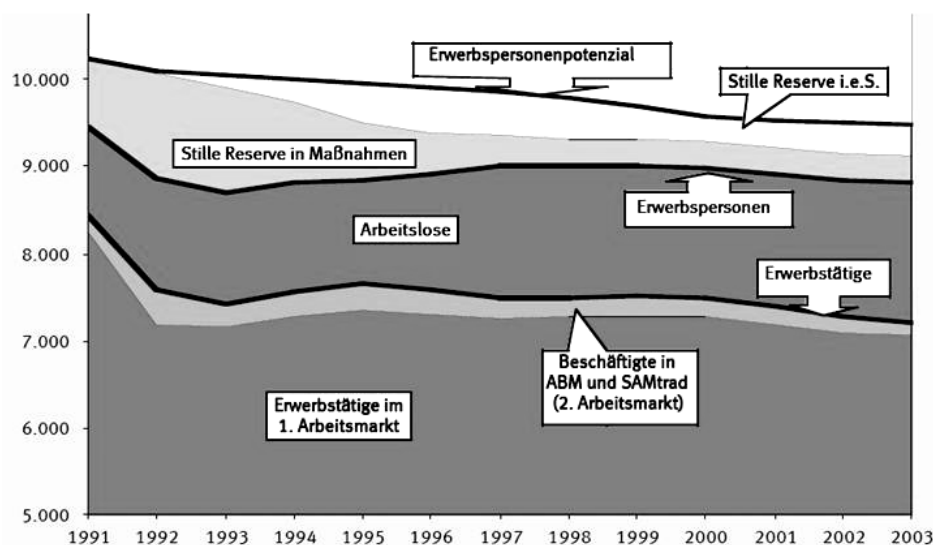 Erwerbspersonenpotenzial
10.000
Stille Reserve i.e.S.
Stille Reserve in Maßnahmen
9.000
Erwerbspersonen
Arbeitslose
8.000
Erwerbstätige
7.000
Beschäftigte in
ABM und SAMtrad
(2. Arbeitsmarkt)
Erwerbstätige im
1. Arbeitsmarkt
6.000
5.000
1991 1992 1993 1994 1995 1996 1997 1998 1999 2000 2001 2002 2003